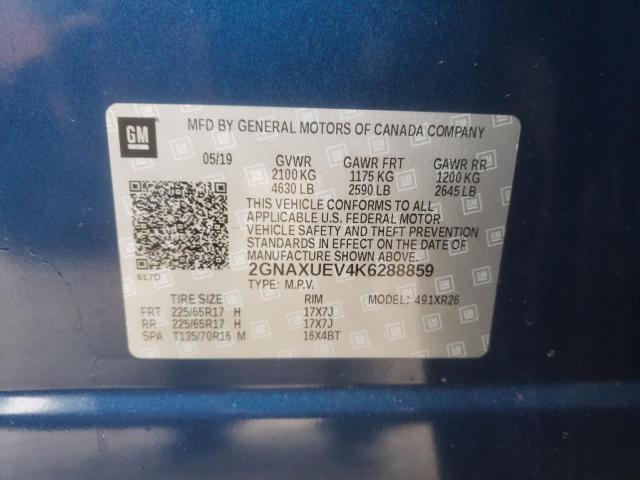 GM
MFD BY GENERAL MOTORS OF CANADA COMPANY
05/19 GVWR GAWR FRT GAWR RR
2100 KG 1175 KG 1200 KG
4630 LB 2590 LB 2645 LB
THIS VEHICLE CONFORMS TO ALL
APPLICABLE U.S. FEDERAL MOTOR
VEHICLE SAFETY AND THEFT PREVENTION
STANDARDS IN EFFECT ON THE DATE OF
MANUFACTURE SHOWN ABOVE.
617D 2GNAXUEV4K6288859
TYPE: M.P.V. MODEL: 491XR26
TIRE SIZE RIM
FRT 225/65R17 H 17X7J
RR 225/65R17 H 17X7J
SPA T135/70R16 M 16X4BT